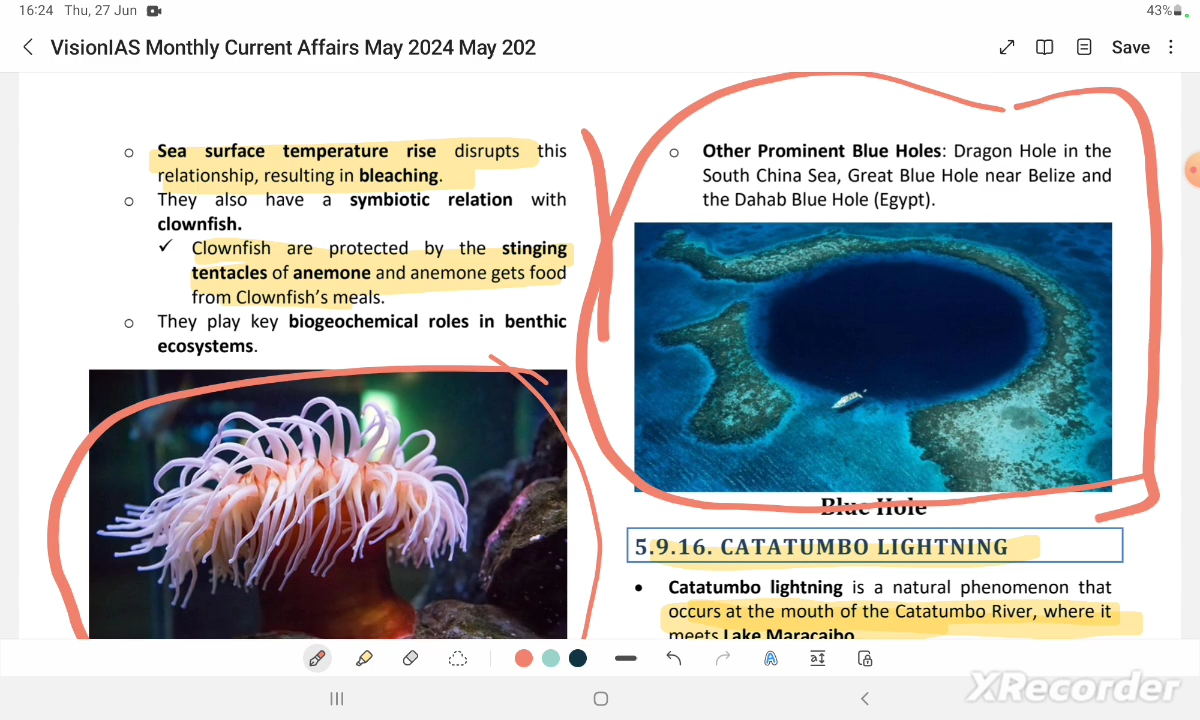 16:24 Thu, 27 Jun
43%
VisionIAS Monthly Current Affairs May 2024 May 202
Save
o Sea surface temperature rise disrupts this
relationship, resulting in bleaching.
o They also have a symbiotic relation with
clownfish.
✓ Clownfish are protected by the stinging
tentacles of anemone and anemone gets food
from Clownfish's meals.
o They play key biogeochemical roles in benthic
ecosystems.
o Other Prominent Blue Holes: Dragon Hole in the
South China Sea, Great Blue Hole near Belize and
the Dahab Blue Hole (Egypt).
Blue Hole
5.9.16. CATATUMBO LIGHTNING
• Catatumbo lightning is a natural phenomenon that
occurs at the mouth of the Catatumbo River, where it
meets Lake Maracaibo.
XRecorder